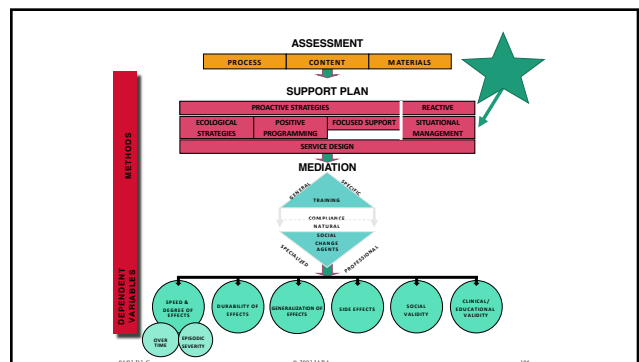 ASSESSMENT
PROCESS CONTENT MATERIALS
SUPPORT PLAN
PROACTIVE STRATEGIES REACTIVE
ECOLOGICAL STRATEGIES
POSITIVE PROGRAMMING
FOCUSED SUPPORT
SITUATIONAL MANAGEMENT
SERVICE DESIGN
MEDIATION
GENERAL SPECIFIC
TRAINING
COMPLIANCE
NATURAL
SOCIAL
CHANGE
AGENTS
SPECIALIZED PROFESSIONAL
METHODS
DEPENDENT
VARIABLES
SPEED &
DEGREE OF
EFFECTS
DURABILITY OF
EFFECTS
GENERALIZATION
OF EFFECTS
SIDE EFFECTS
SOCIAL
VALIDITY
CLINICAL/
EDUCATIONAL
VALIDITY
OVER
TIME
EPISODIC
SEVERITY